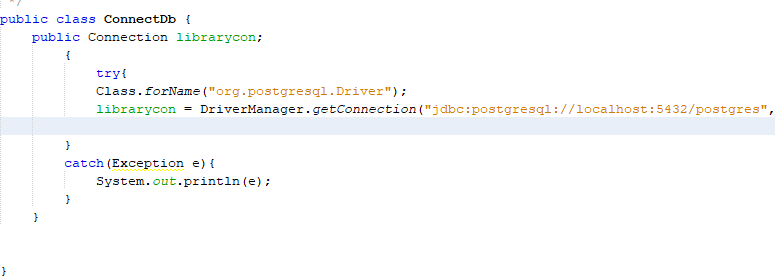 */
public class ConnectDb {
    public Connection librarycon;
        {
            try{
            Class.forName("org.postgresql.Driver");
            librarycon = DriverManager.getConnection("jdbc:postgresql://localhost:5432/postgres",
        }
        catch(Exception e){
            System.out.println(e);
        }
    }
}